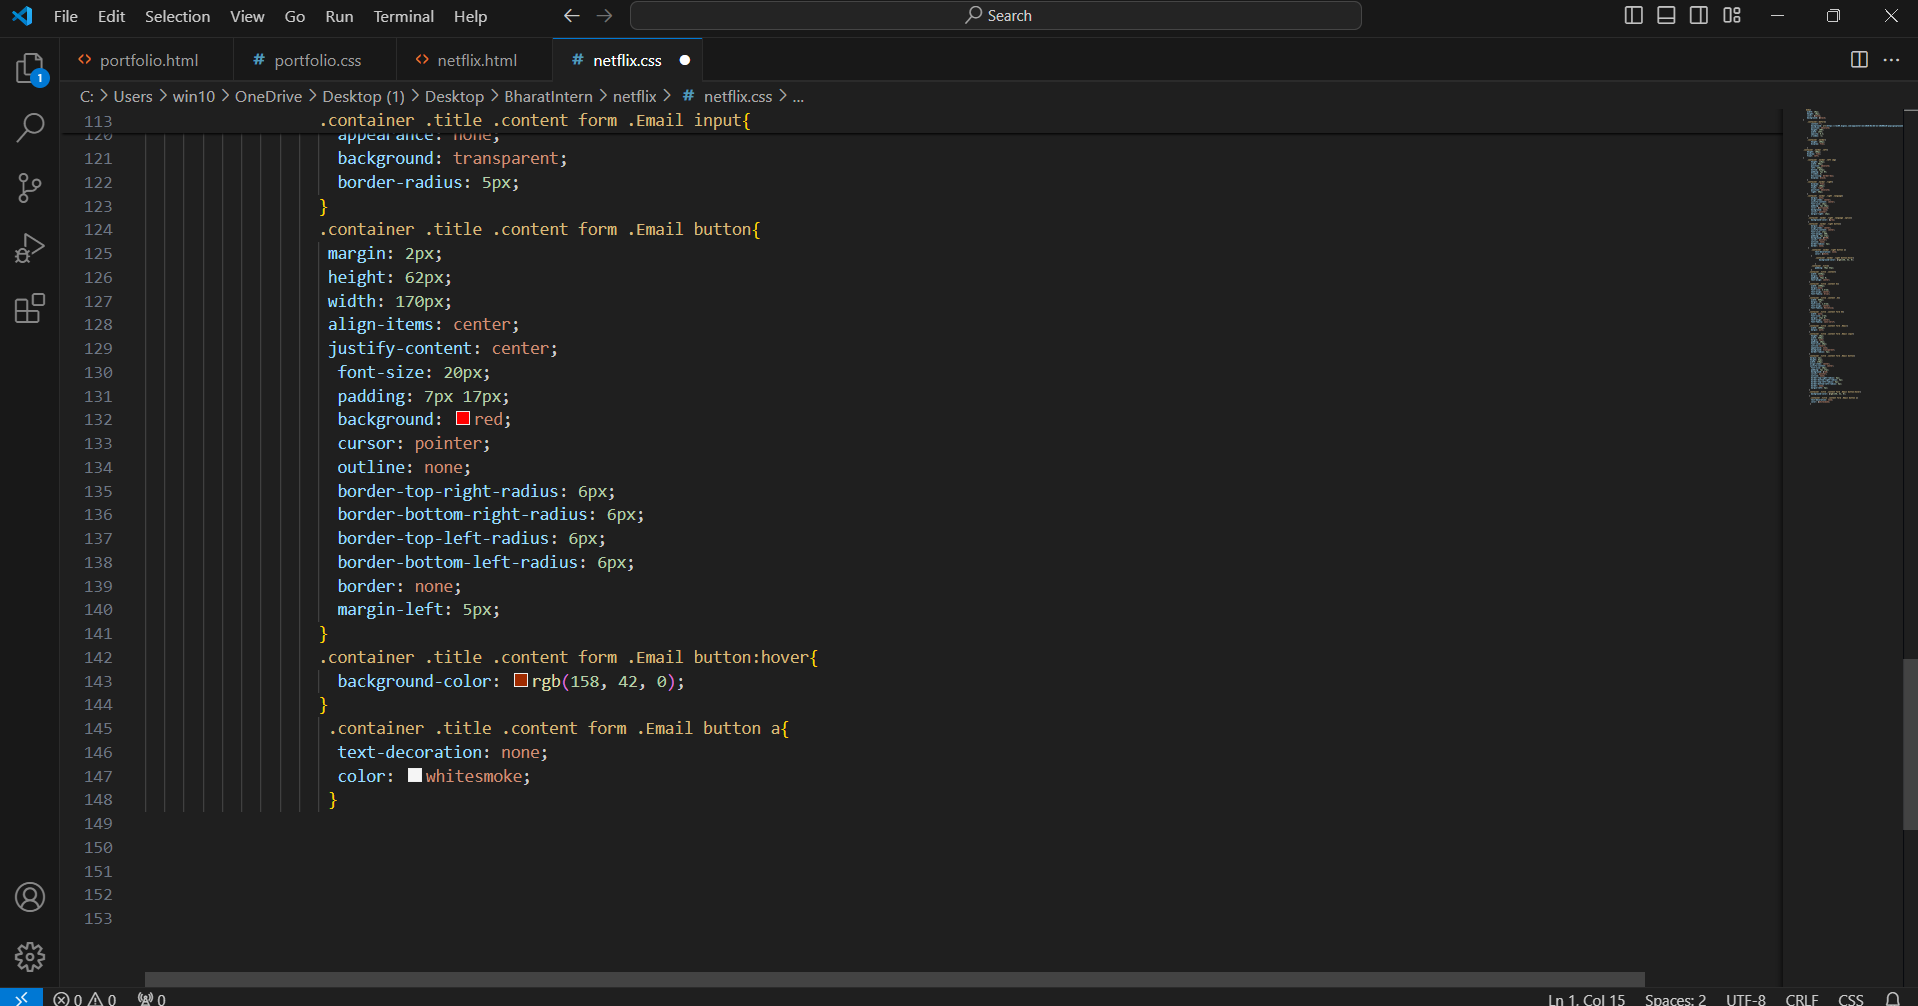 File Edit Selection View Go Run Terminal Help Search
portfolio.html # portfolio.css netflix.html # netflix.css
1
C: > Users > win10 > OneDrive > Desktop (1) > Desktop > BharatIntern > netflix > # netflix.css > ...
113 .container .title .content form .Email input{
120 appearance: none;
121 background: transparent;
122 border-radius: 5px;
123 }
124 .container .title .content form .Email button{
125 margin: 2px;
126 height: 62px;
127 width: 170px;
128 align-items: center;
129 justify-content: center;
130 font-size: 20px;
131 padding: 7px 17px;
132 background: red;
133 cursor: pointer;
134 outline: none;
135 border-top-right-radius: 6px;
136 border-bottom-right-radius: 6px;
137 border-top-left-radius: 6px;
138 border-bottom-left-radius: 6px;
139 border: none;
140 margin-left: 5px;
141 }
142 .container .title .content form .Email button:hover{
143 background-color: rgb(158, 42, 0);
144 }
145 .container .title .content form .Email button a{
146 text-decoration: none;
147 color: whitesmoke;
148 }
149
150
151
152
153
0 0 0 Ln 1, Col 15 Spaces: 2 UTF-8 CRLF CSS